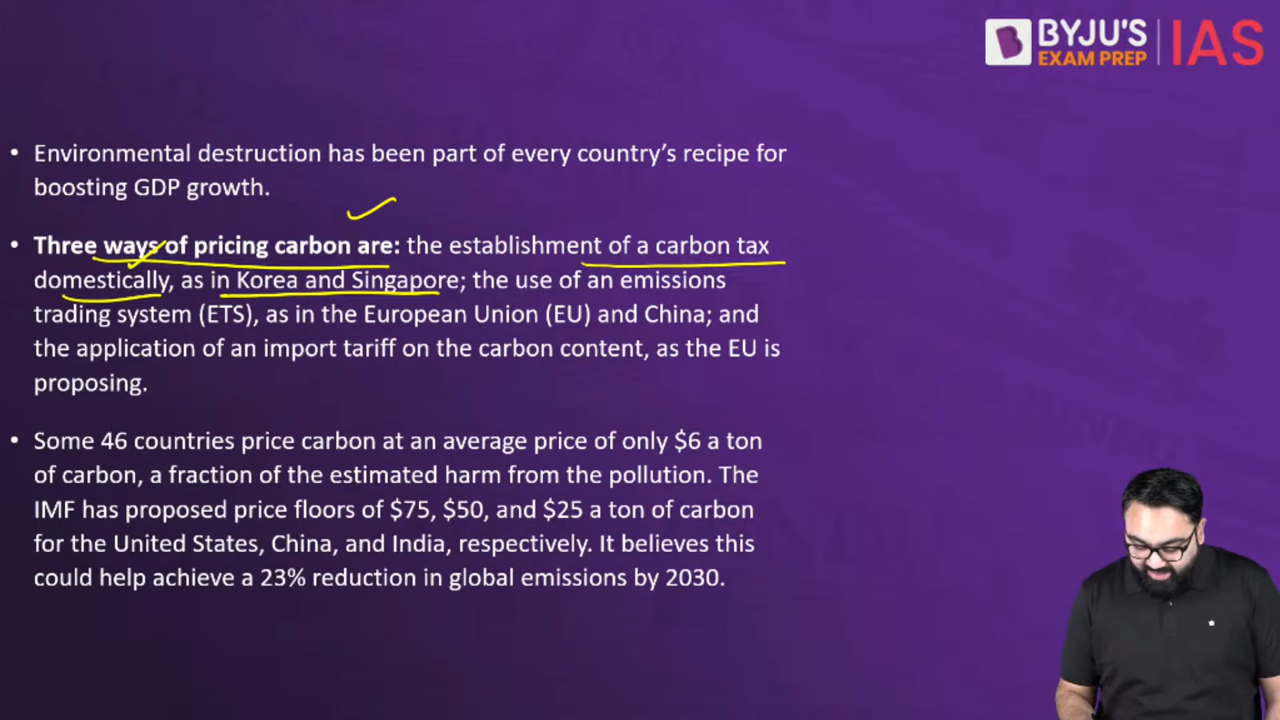 BYJU'S
EXAM PREP
IAS
• Environmental destruction has been part of every country's recipe for
boosting GDP growth.
• Three ways of pricing carbon are: the establishment of a carbon tax
domestically, as in Korea and Singapore; the use of an emissions
trading system (ETS), as in the European Union (EU) and China; and
the application of an import tariff on the carbon content, as the EU is
proposing.
• Some 46 countries price carbon at an average price of only $6 a ton
of carbon, a fraction of the estimated harm from the pollution. The
IMF has proposed price floors of $75, $50, and $25 a ton of carbon
for the United States, China, and India, respectively. It believes this
could help achieve a 23% reduction in global emissions by 2030.